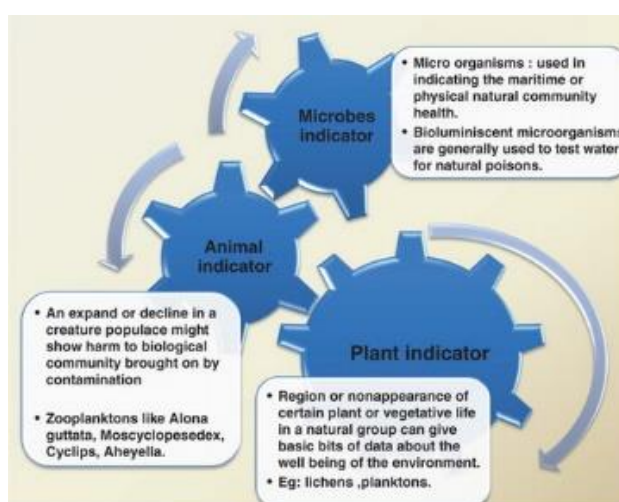 Microbes
indicator
• Micro organisms : used in
indicating the maritime or
physical natural community
health.
• Bioluminiscent microorganisms
are generally used to test water
for natural poisons.
Animal
indicator
• An expand or decline in a
creature populace might
show harm to biological
community brought on by
contamination
• Zooplanktons like Alona
guttata, Moscyclopesedex,
Cyclips, Aheyella.
Plant indicator
• Region or nonappearance of
certain plant or vegetative life
in a natural group can give
basic bits of data about the
well being of the environment.
• Eg: lichens ,planktons.